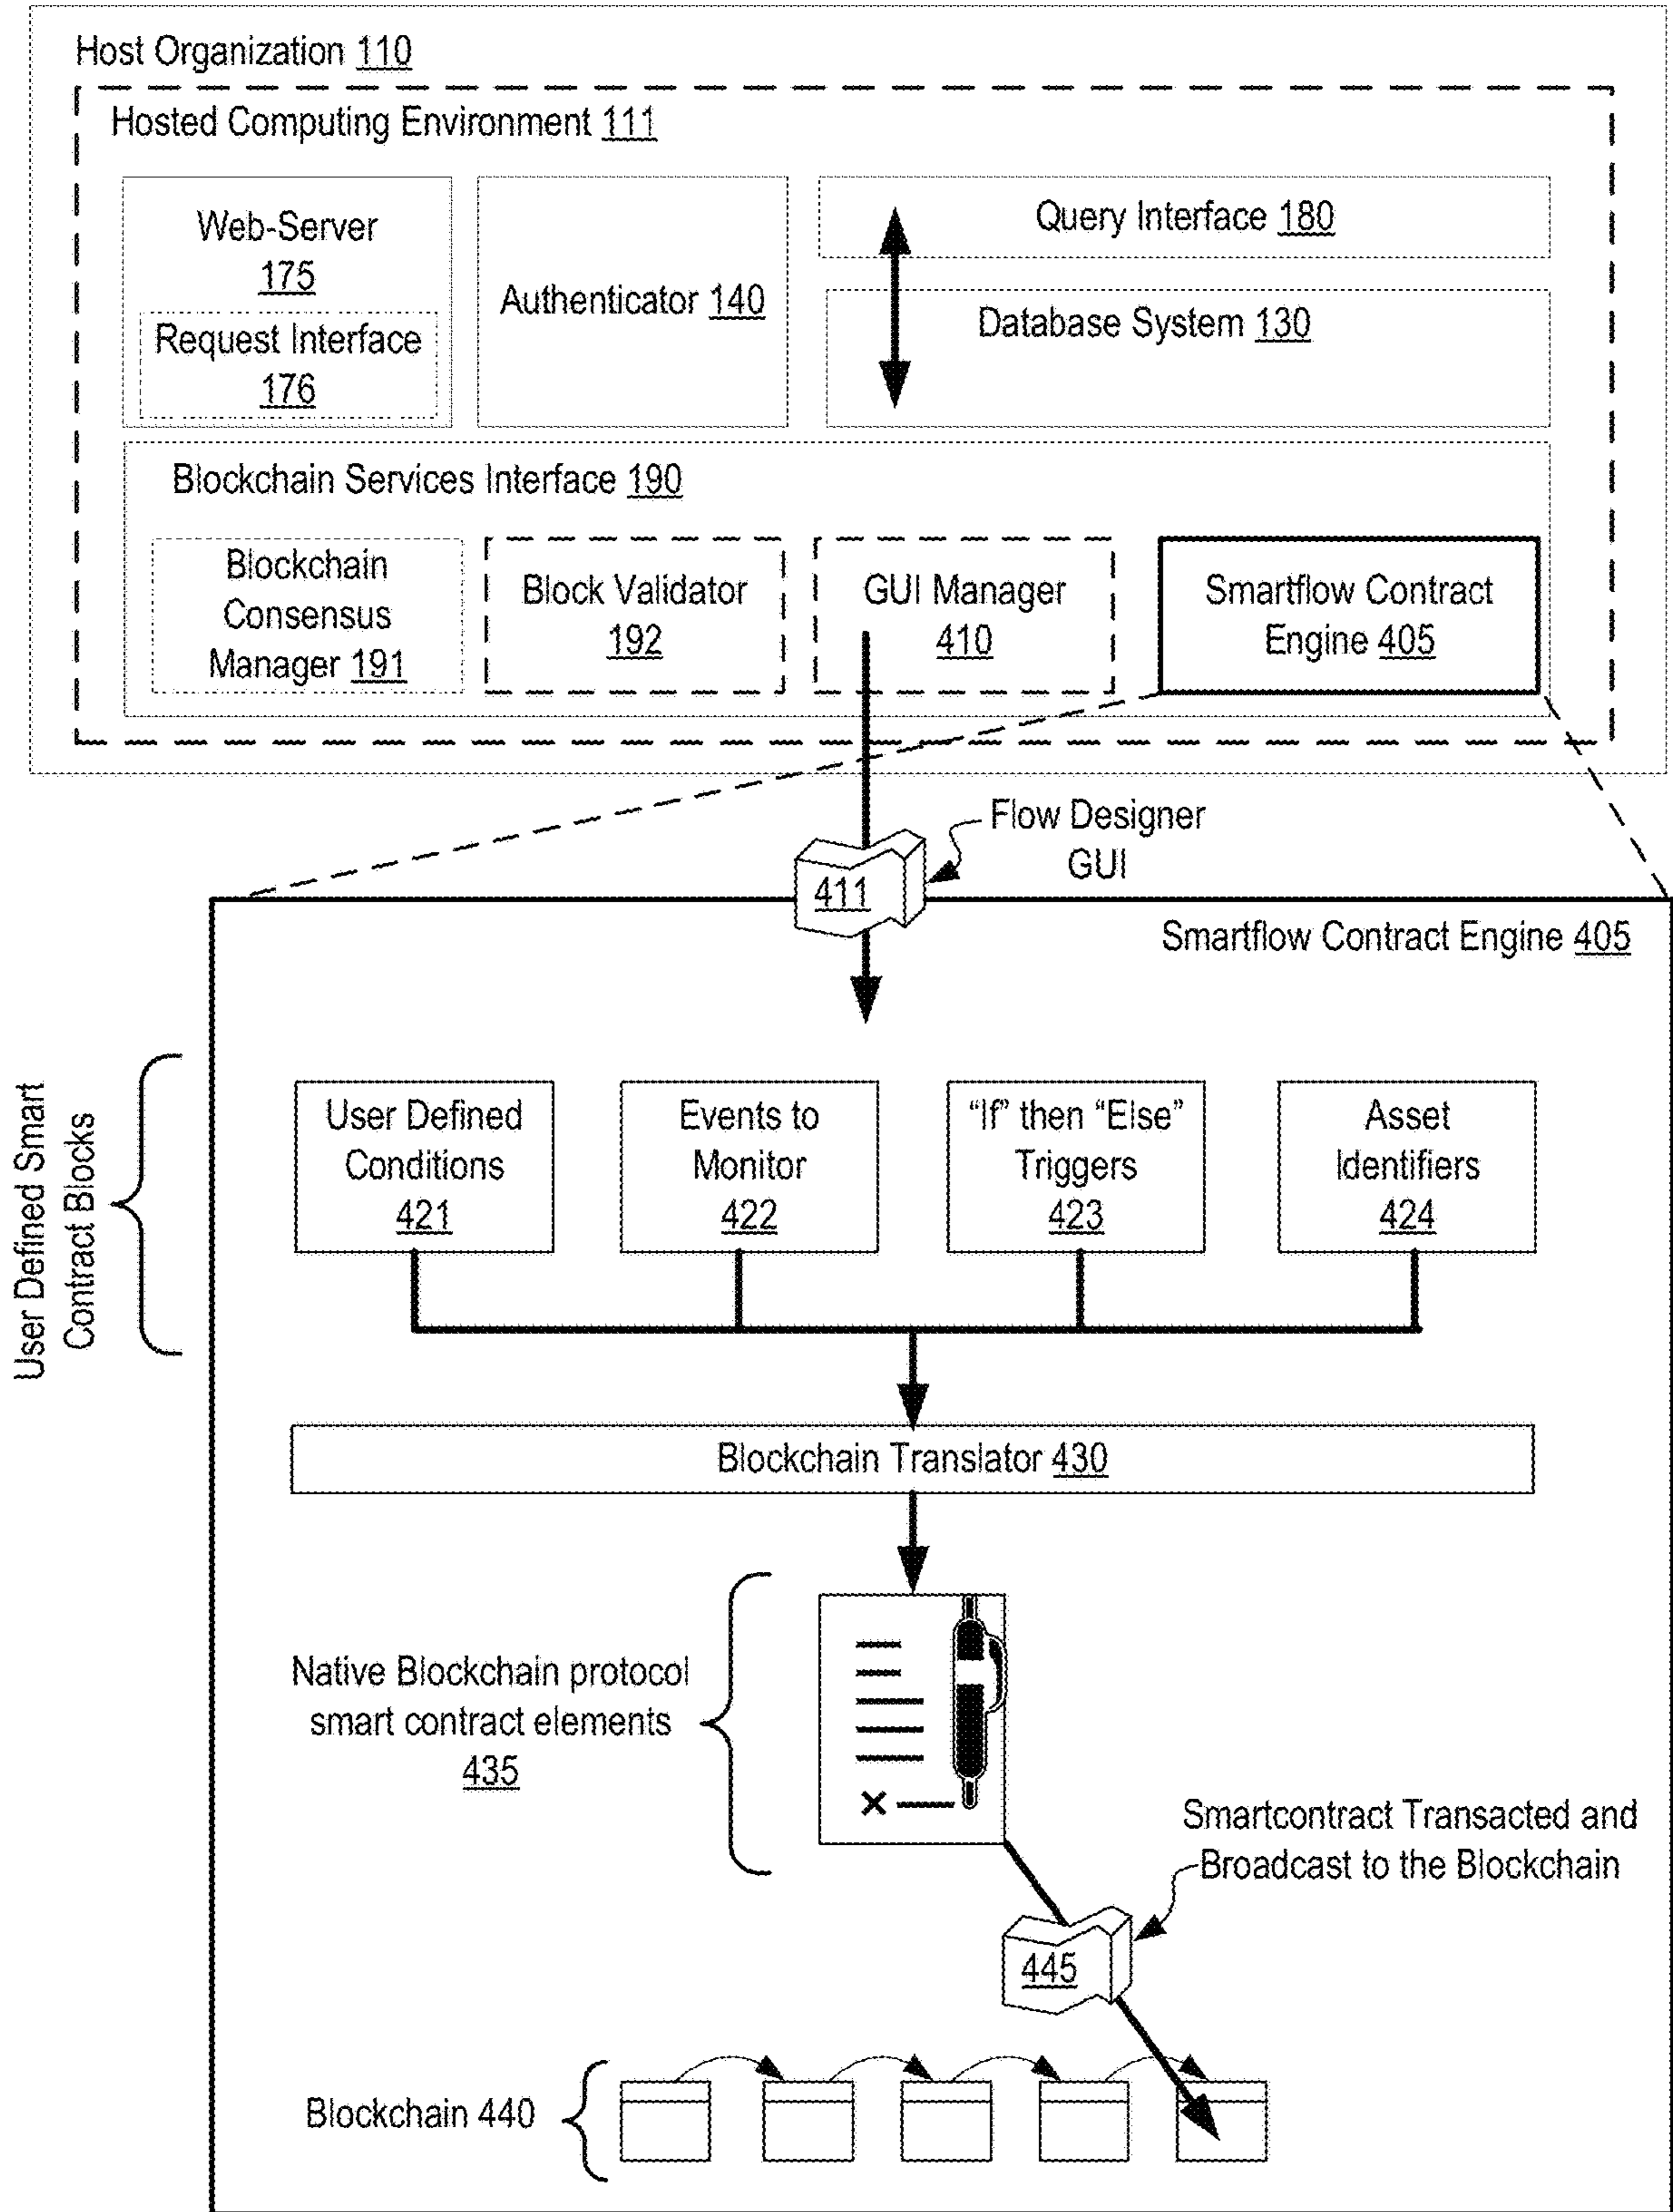 Host Organization 110
Hosted Computing Environment 111
Web-Server
175
Request Interface
176
Authenticator 140
Query Interface 180
Database System 130
Blockchain Services Interface 190
Blockchain
Consensus
Manager 191
Block Validator
192
GUI Manager
410
Smartflow Contract
Engine 405
Flow Designer
GUI
411
Smartflow Contract Engine 405
User Defined Smart
Contract Blocks
User Defined
Conditions
421
Events to
Monitor
422
“If” then “Else”
Triggers
423
Asset
Identifiers
424
Blockchain Translator 430
Native Blockchain protocol
smart contract elements
435
Smartcontract Transacted and
Broadcast to the Blockchain
445
Blockchain 440